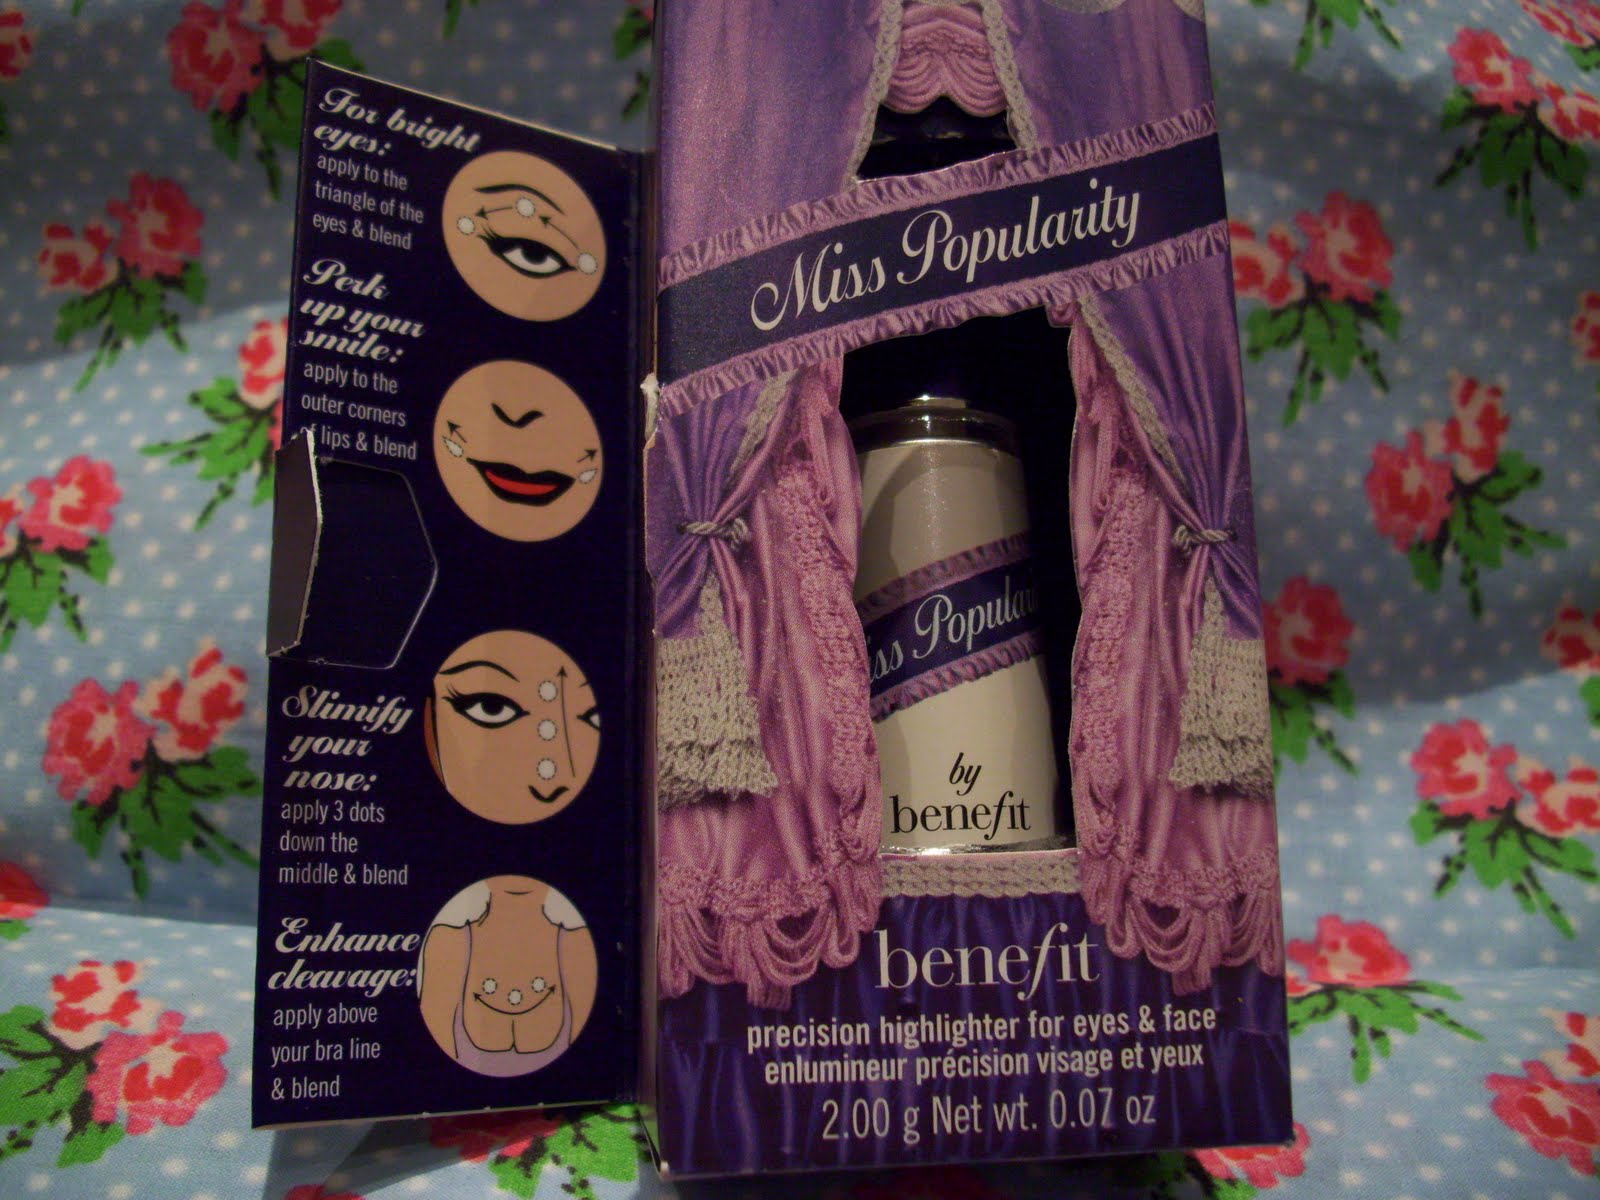 For bright
eyes:
apply to the
triangle of the
eyes & blend
Perk
up your
smile:
apply to the
outer corners
of lips & blend
Slimify
your
nose:
apply 3 dots
down the
middle & blend
Enhance
cleavage:
apply above
your bra line
& blend
Miss Popularity
iss Popular
by
benefit
benefit
precision highlighter for eyes & face
enlumineur précision visage et yeux
2.00 g Net wt. 0.07 oz